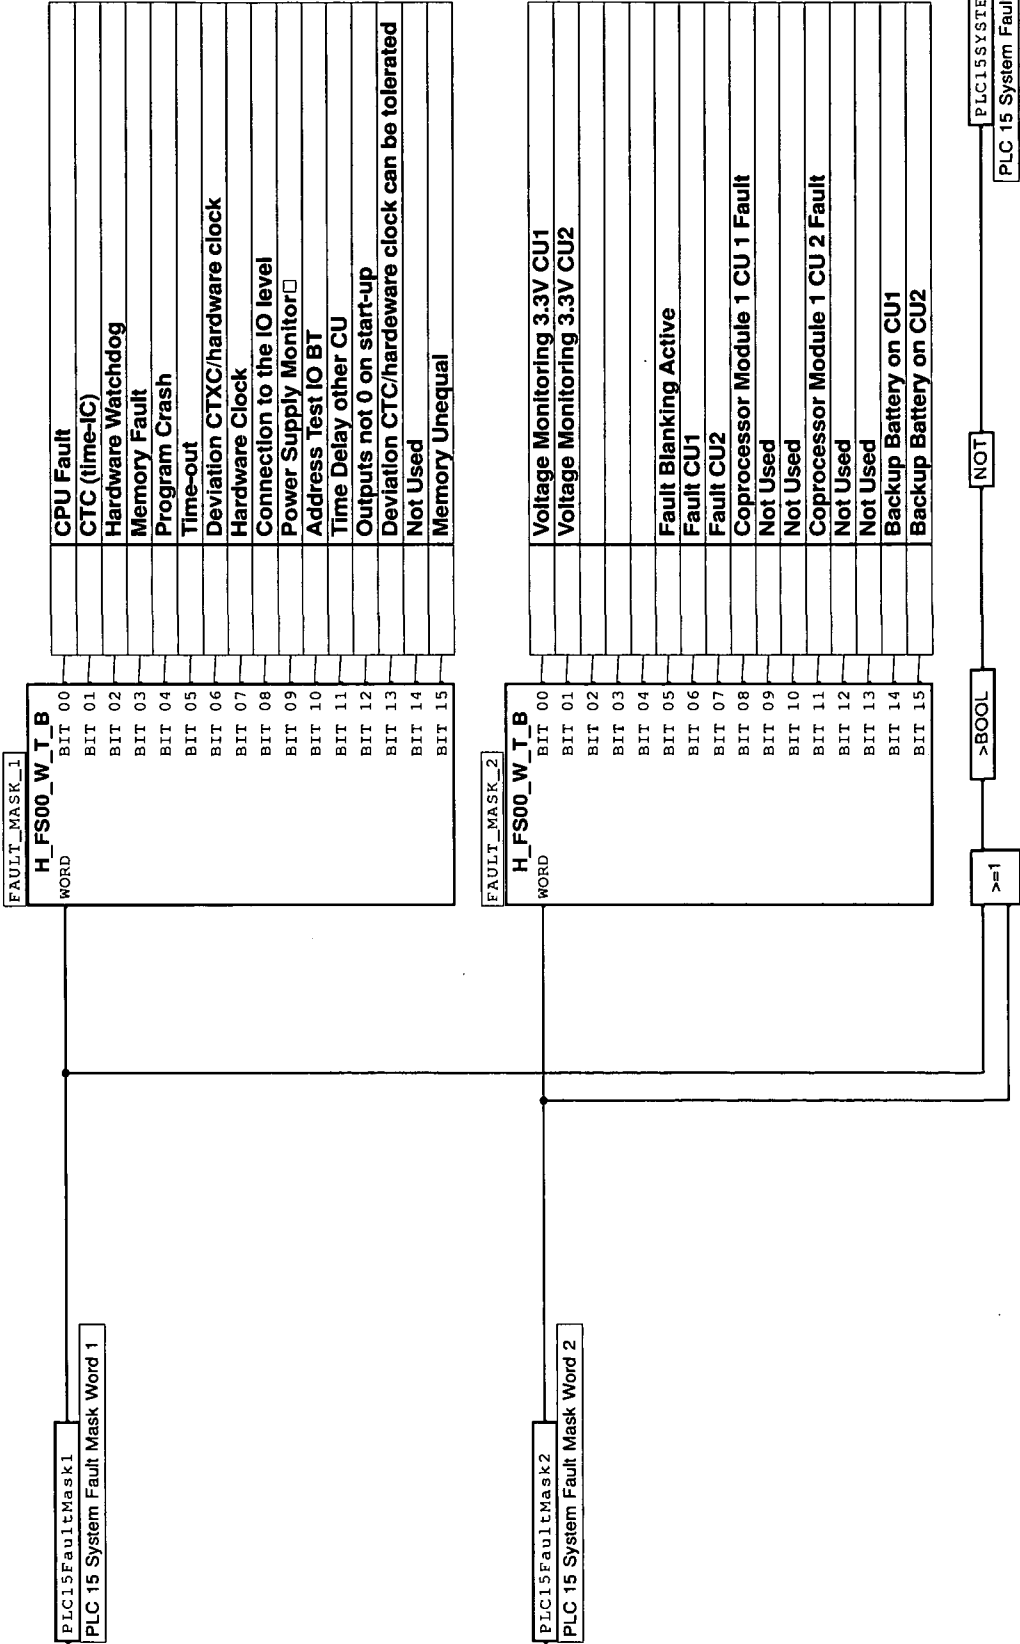 PLC15FaultMask1
PLC 15 System Fault Mask Word 1
FAULT_MASK_1
H_FS00_W_T_B
WORD
BIT 00
CPU Fault
BIT 01
CTC (time-IC)
BIT 02
Hardware Watchdog
BIT 03
Memory Fault
BIT 04
Program Crash
BIT 05
Time-out
BIT 06
Deviation CTXC/hardware clock
BIT 07
Hardware Clock
BIT 08
Connection to the IO level
BIT 09
Power Supply Monitor□
BIT 10
Address Test IO BT
BIT 11
Time Delay other CU
BIT 12
Outputs not 0 on start-up
BIT 13
Deviation CTC/hardeware clock can be tolerated
BIT 14
Not Used
BIT 15
Memory Unequal
PLC15FaultMask2
PLC 15 System Fault Mask Word 2
FAULT_MASK_2
H_FS00_W_T_B
WORD
BIT 00
Voltage Monitoring 3.3V CU1
BIT 01
Voltage Monitoring 3.3V CU2
BIT 02
BIT 03
BIT 04
BIT 05
Fault Blanking Active
BIT 06
Fault CU1
BIT 07
Fault CU2
BIT 08
Coprocessor Module 1 CU 1 Fault
BIT 09
Not Used
BIT 10
Not Used
BIT 11
Coprocessor Module 1 CU 2 Fault
BIT 12
Not Used
BIT 13
Not Used
BIT 14
Backup Battery on CU1
BIT 15
Backup Battery on CU2
>=1
>BOOL
NOT
PLC15SYSTE
PLC 15 System Faul